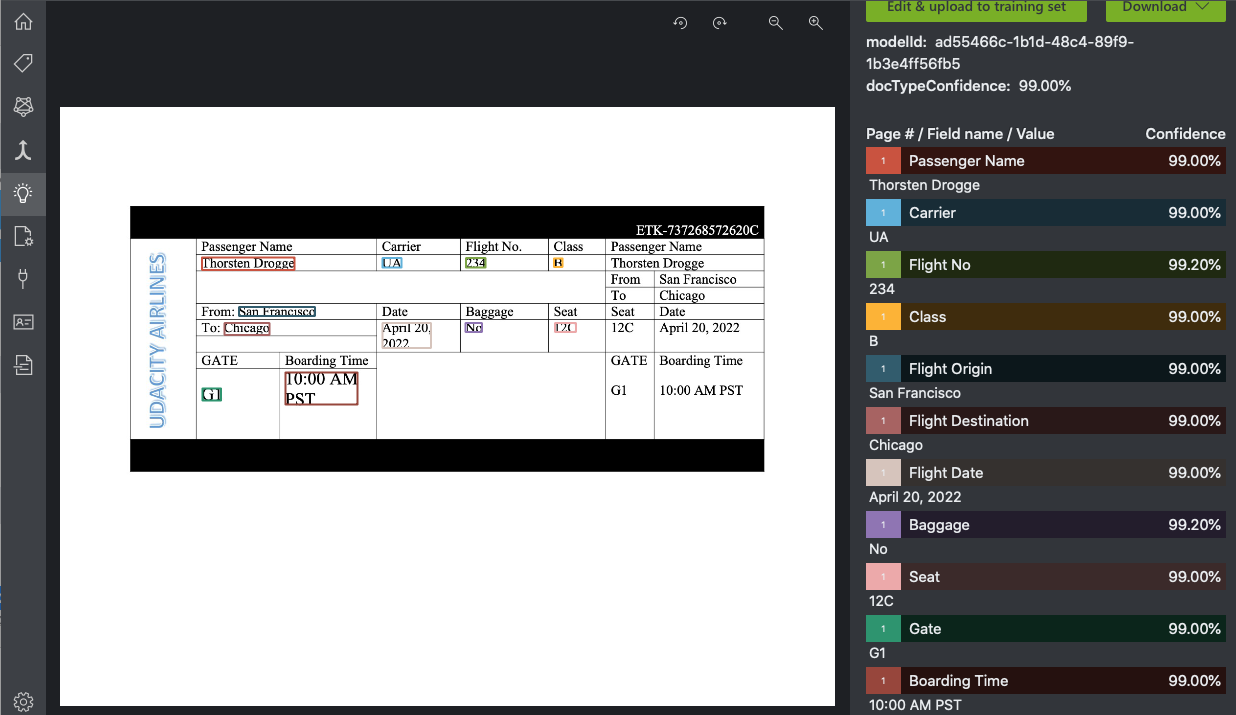 Edit & upload to training set
Download
modelId: ad55466c-1b1d-48c4-89f9-
1b3e4ff56fb5
docTypeConfidence: 99.00%
Page # / Field name / Value Confidence
1 Passenger Name 99.00%
Thorsten Drogge
1 Carrier 99.00%
UA
1 Flight No 99.20%
234
1 Class 99.00%
B
1 Flight Origin 99.00%
San Francisco
1 Flight Destination 99.00%
Chicago
1 Flight Date 99.00%
April 20, 2022
1 Baggage 99.20%
No
1 Seat 99.00%
12C
1 Gate 99.00%
G1
1 Boarding Time 99.00%
10:00 AM PST
ETK-737268572620C
UDACITY AIRLINES
Passenger Name Carrier Flight No. Class Passenger Name
Thorsten Drogge UA 234 B Thorsten Drogge
From San Francisco
To Chicago
From: San Francisco Date Baggage Seat Seat Date
To: Chicago April 20, No 12C 12C April 20, 2022
2022
GATE Boarding Time GATE Boarding Time
G1 10:00 AM G1 10:00 AM PST
PST